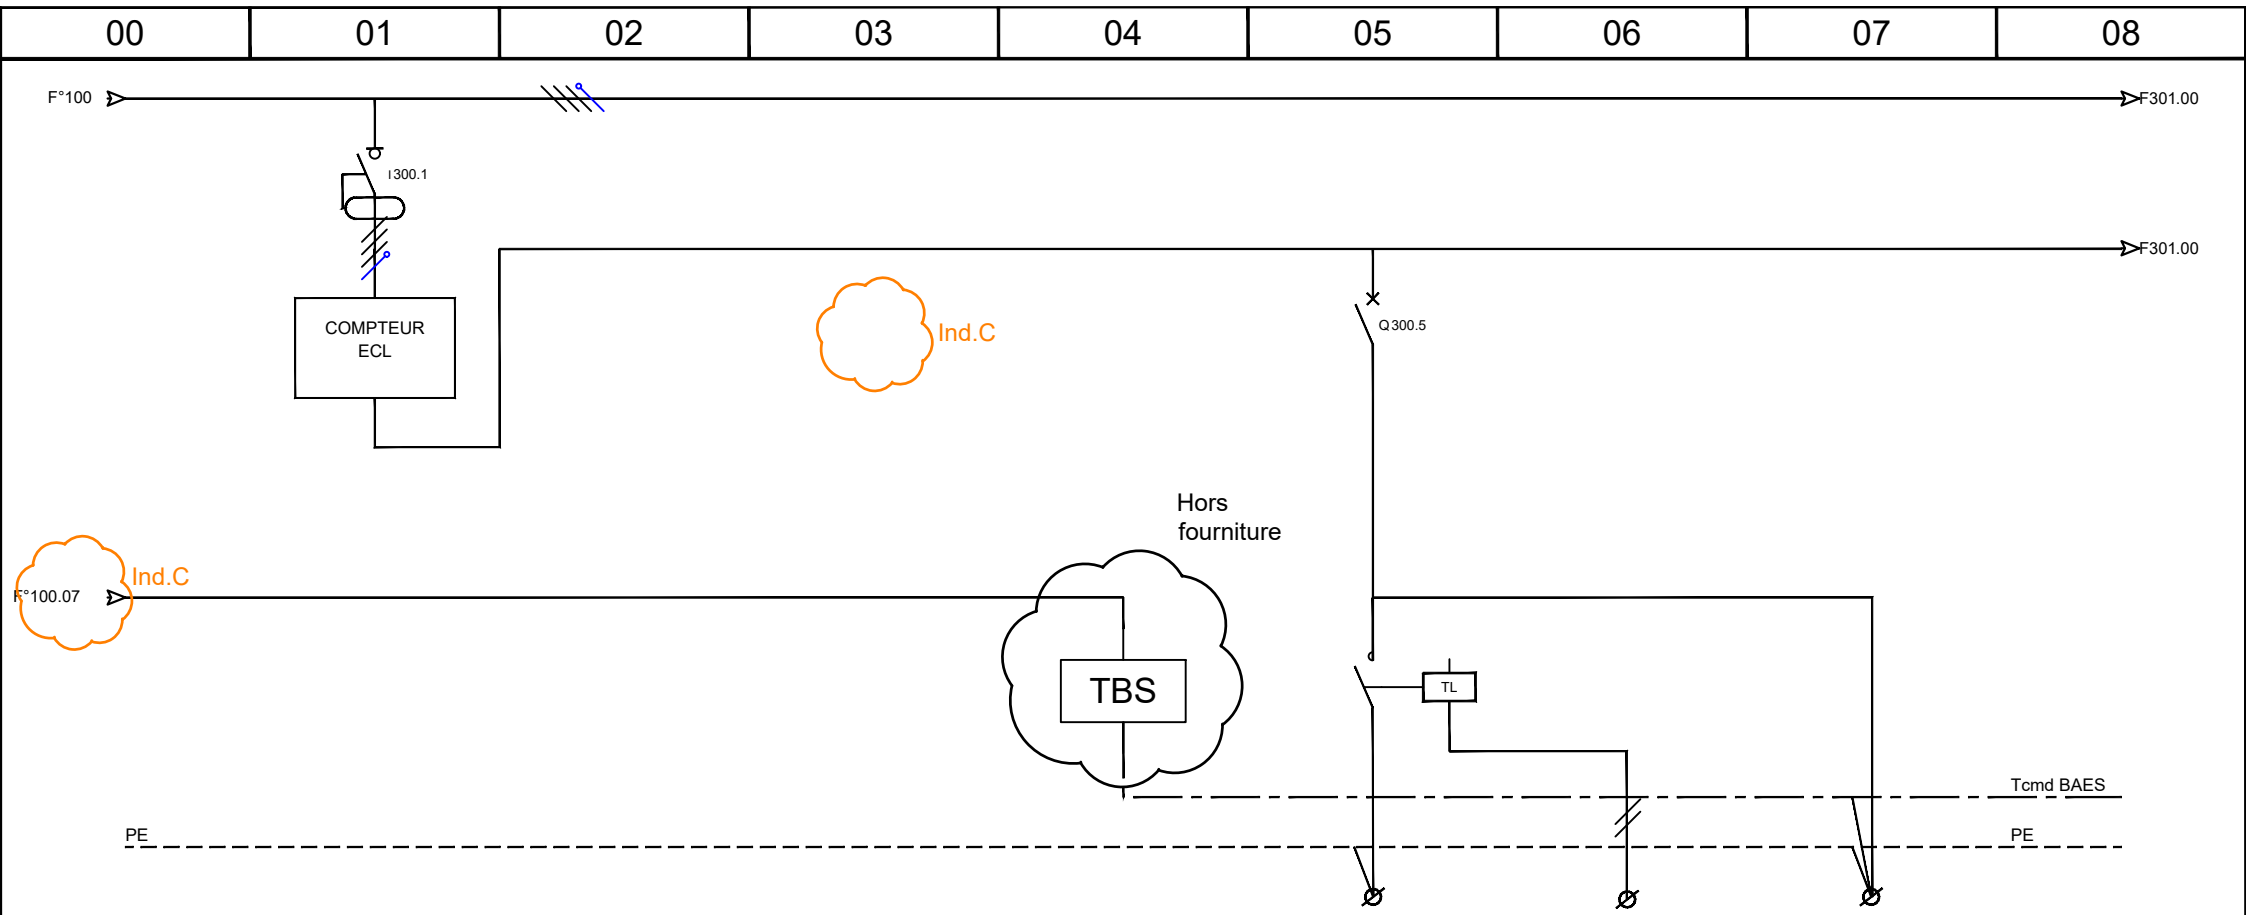 00 01 02 03 04 05 06 07 08
F°100
F301.00
I300.1
F301.00
COMPTEUR
ECL
Ind.C
Q300.5
Hors
fourniture
Ind.C
F°100.07
TBS
TL
Tcmd BAES
PE
PE